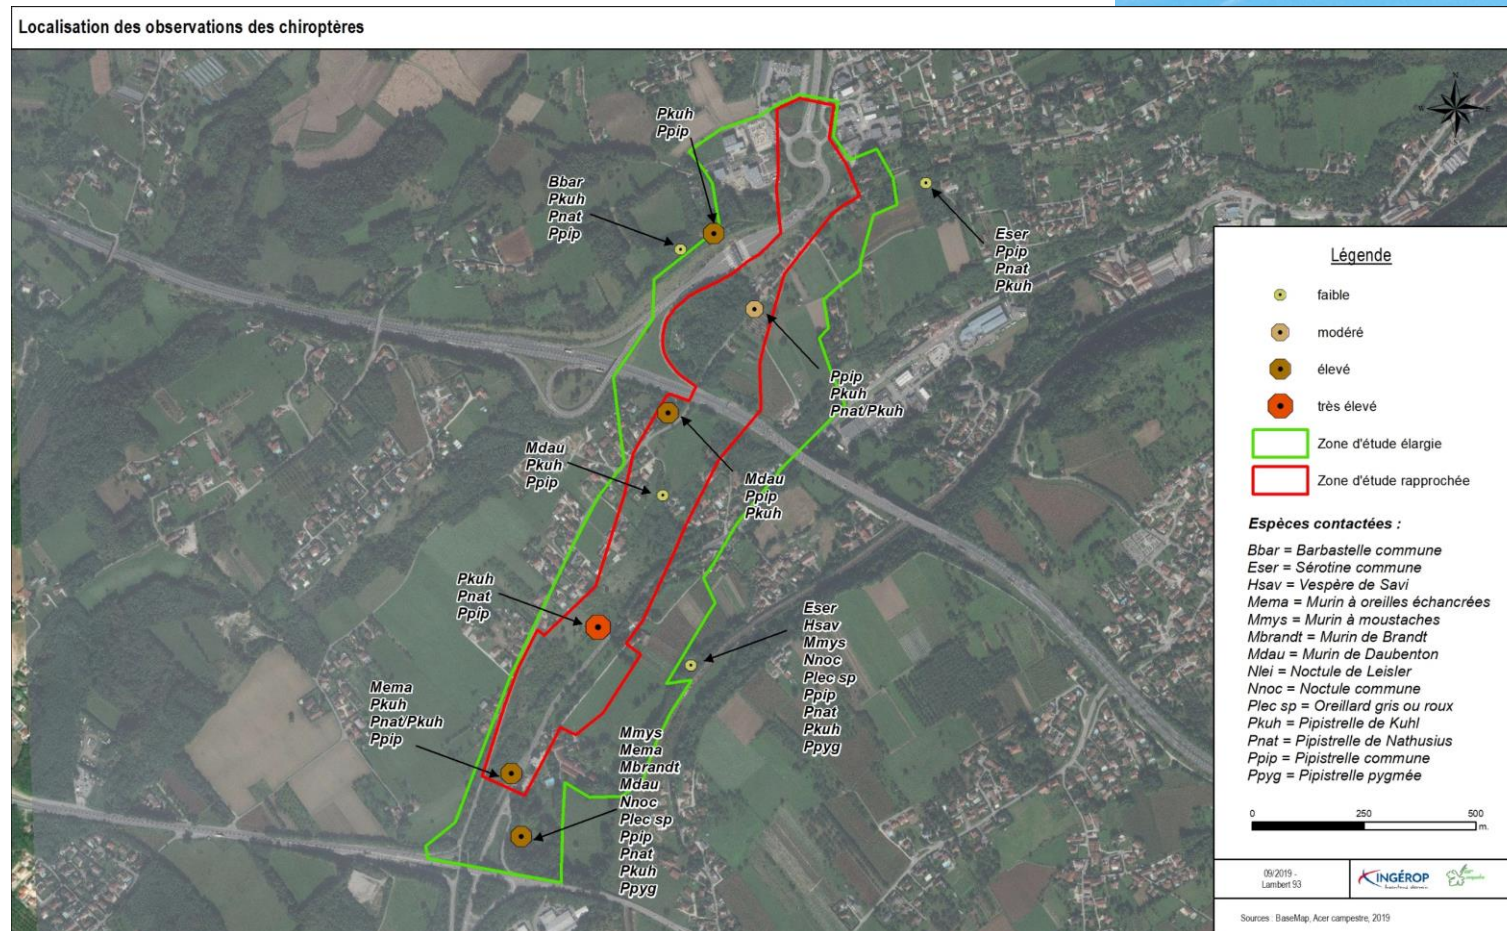 Localisation des observations des chiroptères
Pkuh
Ppip
Bbar
Pkuh
Pnat
Ppip
Eser
Ppip
Pnat
Pkuh
Ppip
Pkuh
Pnat/Pkuh
Mdau
Pkuh
Ppip
Mdau
Ppip
Pkuh
Pkuh
Pnat
Ppip
Eser
Hsav
Mmys
Nnoc
Plec sp
Ppip
Pnat
Pkuh
Ppyg
Mema
Pkuh
Pnat/Pkuh
Ppip
Mmys
Mema
Mbrandt
Mdau
Nnoc
Plec sp
Ppip
Pnat
Pkuh
Ppyg
N
W
E
S
Légende
faible
modéré
élevé
très élevé
Zone d'étude élargie
Zone d'étude rapprochée
Espèces contactées :
Bbar = Barbastelle commune
Eser = Sérotine commune
Hsav = Vespère de Savi
Mema = Murin à oreilles échancrées
Mmys = Murin à moustaches
Mbrandt = Murin de Brandt
Mdau = Murin de Daubenton
Nlei = Noctule de Leisler
Nnoc = Noctule commune
Plec sp = Oreillard gris ou roux
Pkuh = Pipistrelle de Kuhl
Pnat = Pipistrelle de Nathusius
Ppip = Pipistrelle commune
Ppyg = Pipistrelle pygmée
0 250 500
m.
09/2019 -
Lambert 93
INGÉROP
Sources : BaseMap, Acer campestre, 2019